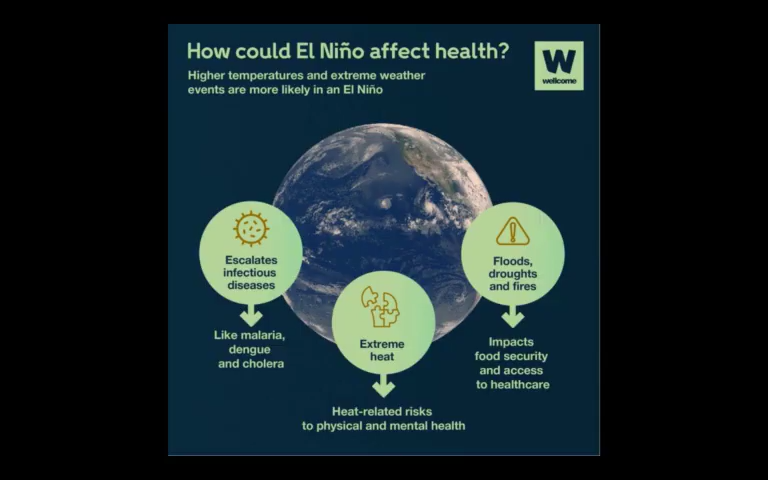 How could El Niño affect health?
Higher temperatures and extreme weather
events are more likely in an El Niño
W
wellcome
Escalates
infectious
diseases
Like malaria,
dengue
and cholera
Extreme
heat
Heat-related risks
to physical and mental health
Floods,
droughts
and fires
Impacts
food security
and access
to healthcare